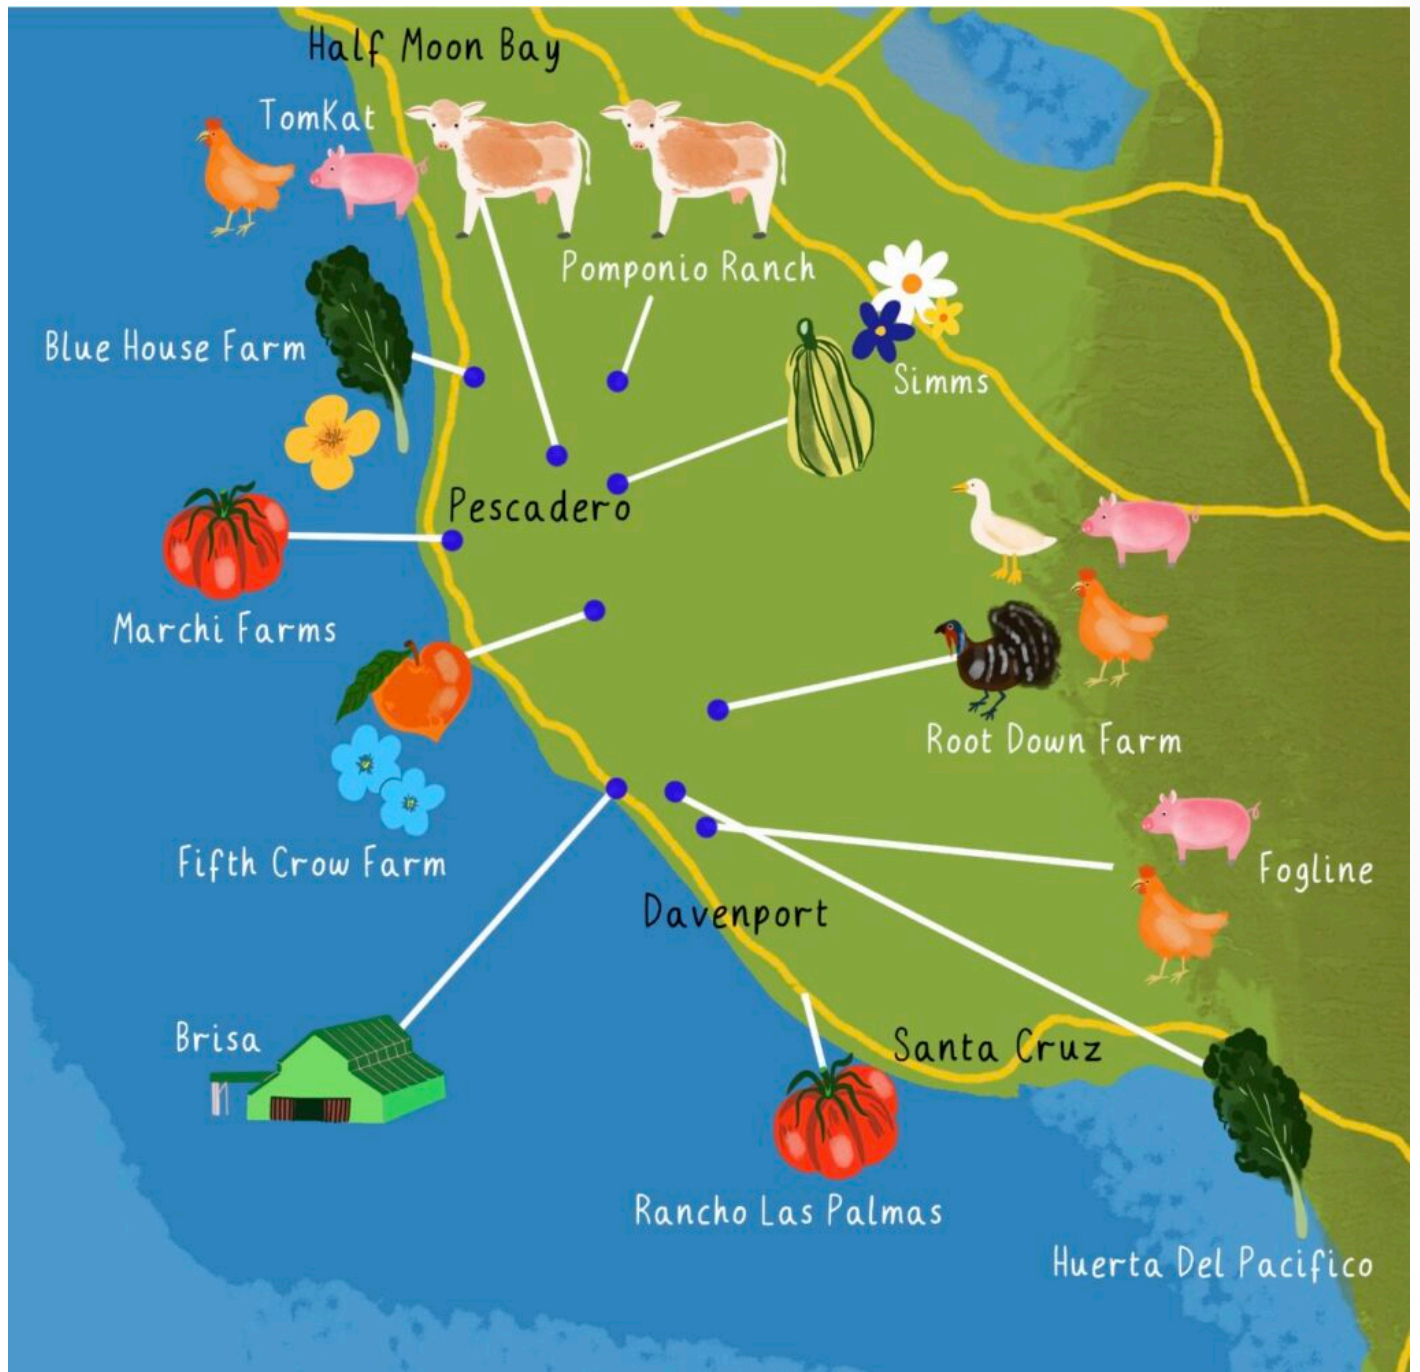 Half Moon Bay
TomKat
Pomponio Ranch
Blue House Farm
Simms
Pescadero
Marchi Farms
Root Down Farm
Fifth Crow Farm
Fogline
Davenport
Brisa
Santa Cruz
Rancho Las Palmas
Huerta Del Pacifico